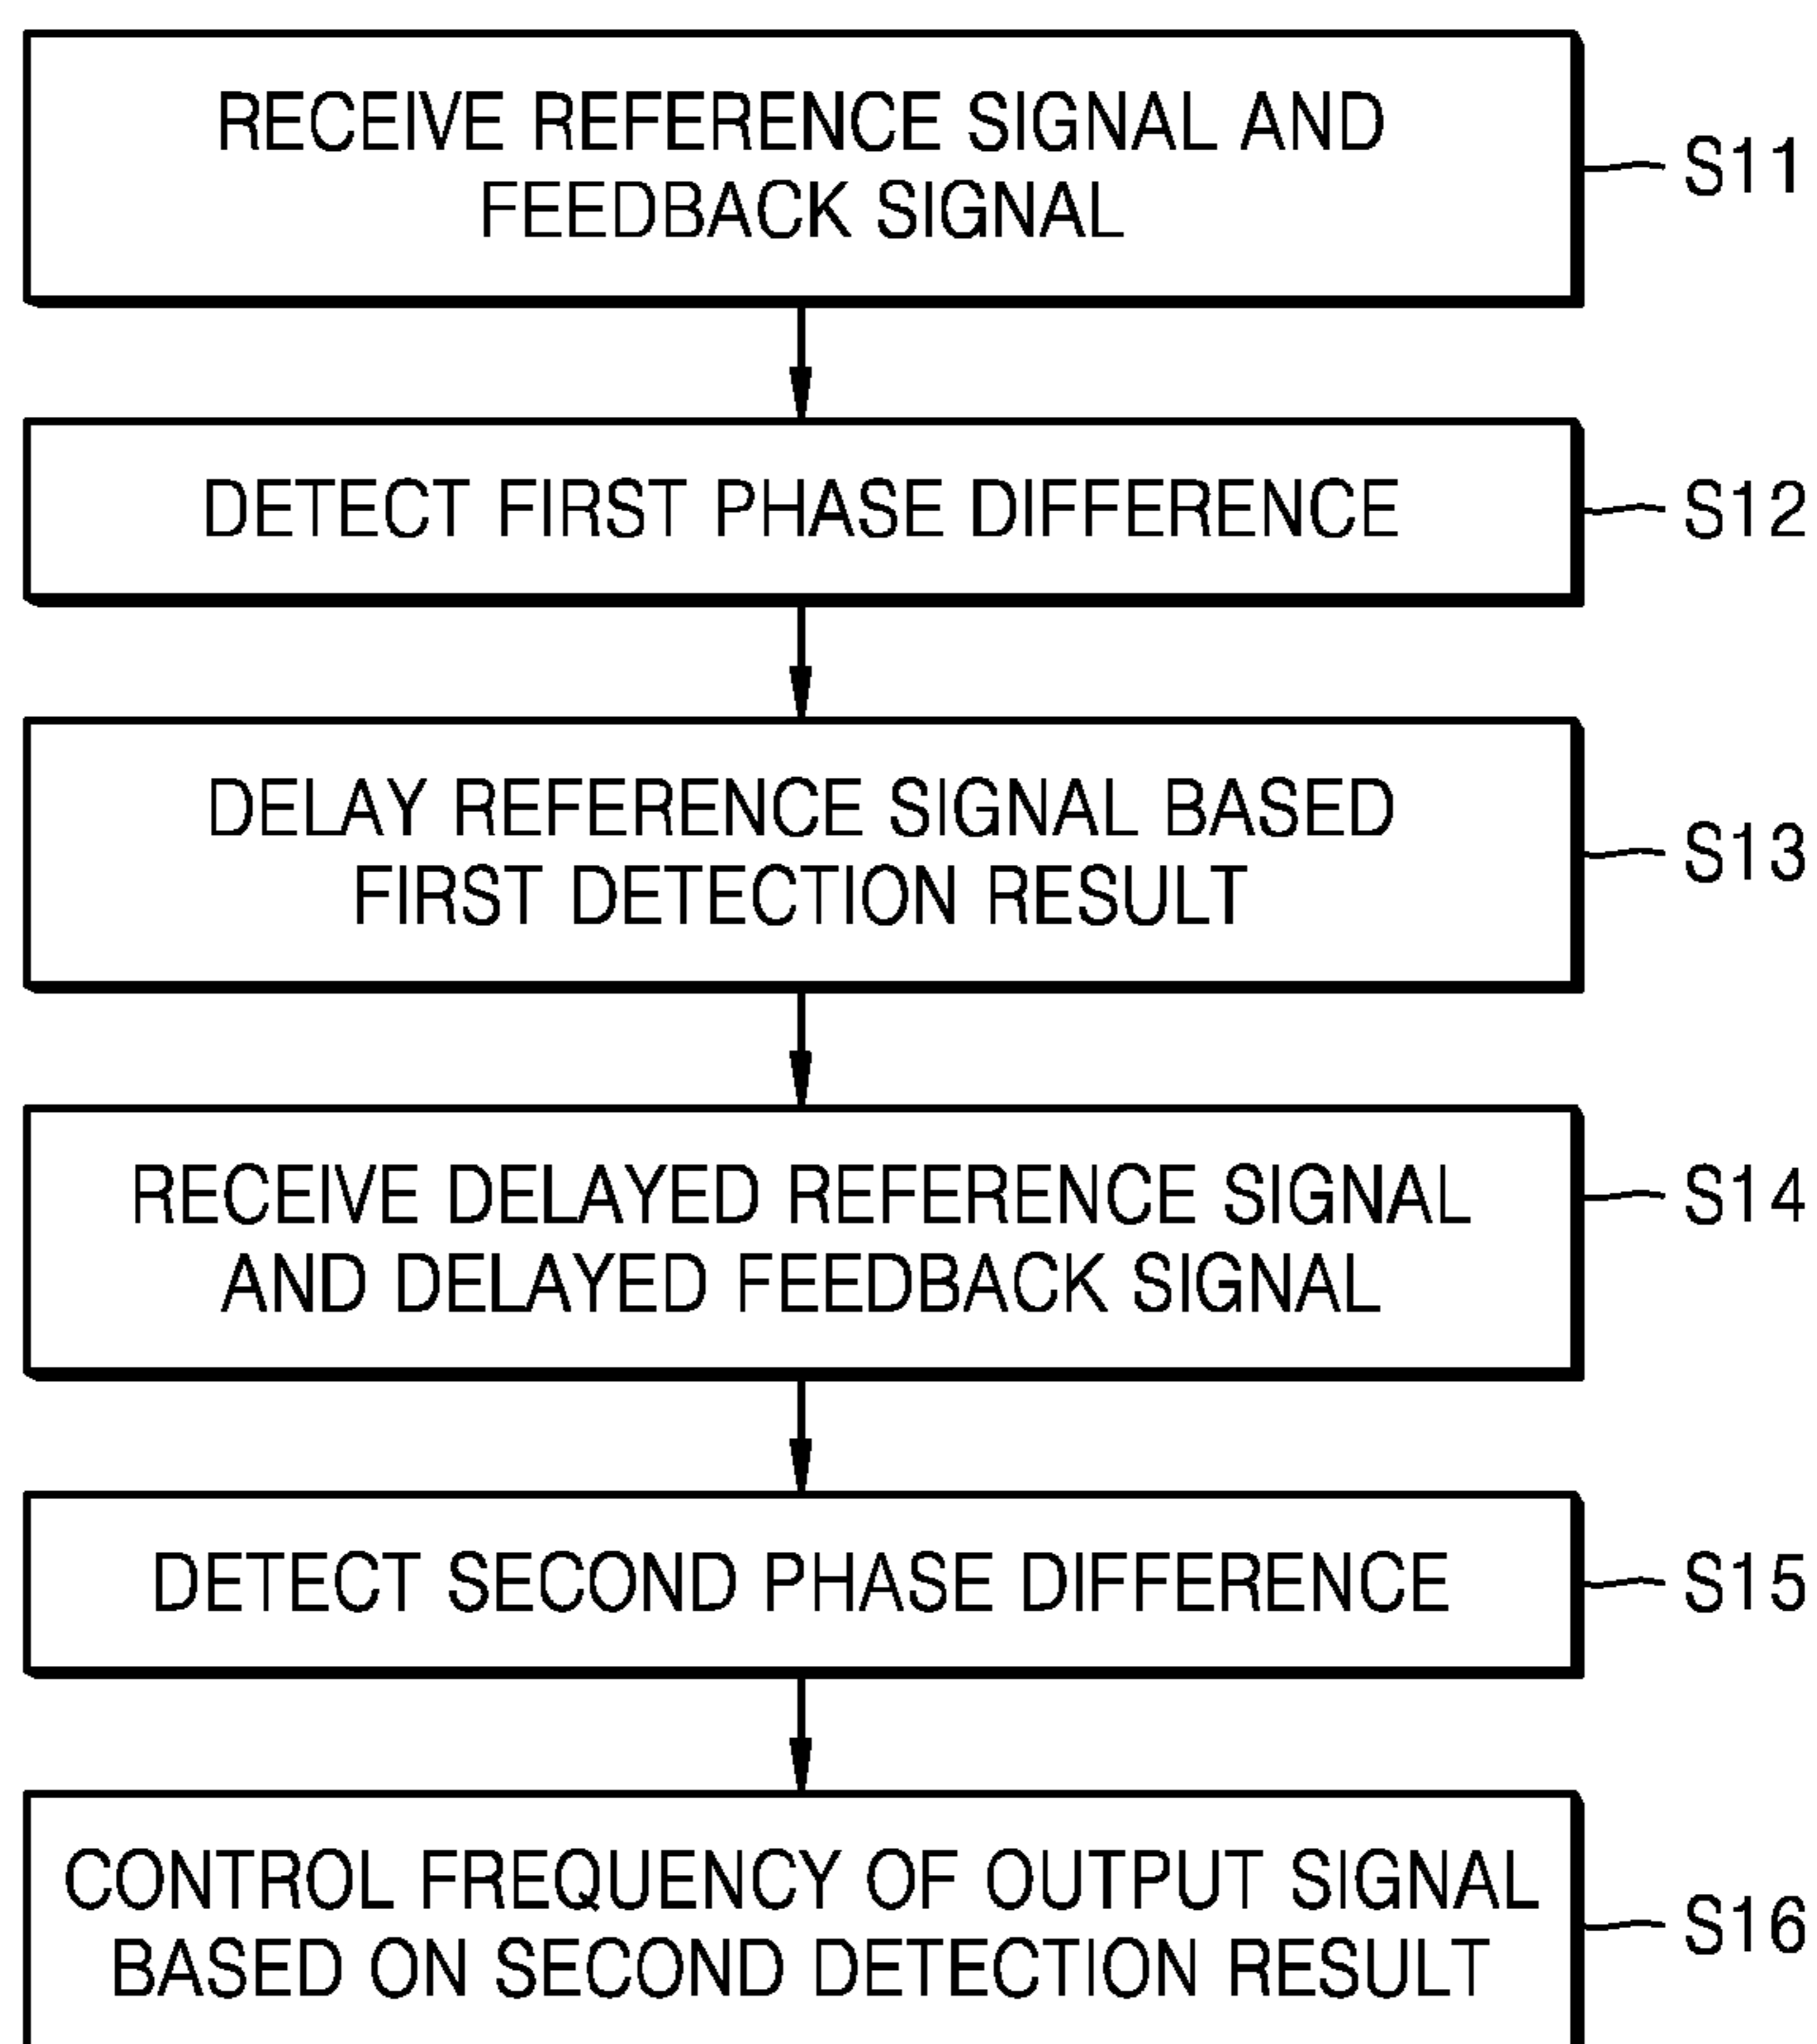 RECEIVE REFERENCE SIGNAL AND
FEEDBACK SIGNAL
S11
DETECT FIRST PHASE DIFFERENCE
S12
DELAY REFERENCE SIGNAL BASED
FIRST DETECTION RESULT
S13
RECEIVE DELAYED REFERENCE SIGNAL
AND DELAYED FEEDBACK SIGNAL
S14
DETECT SECOND PHASE DIFFERENCE
S15
CONTROL FREQUENCY OF OUTPUT SIGNAL
BASED ON SECOND DETECTION RESULT
S16